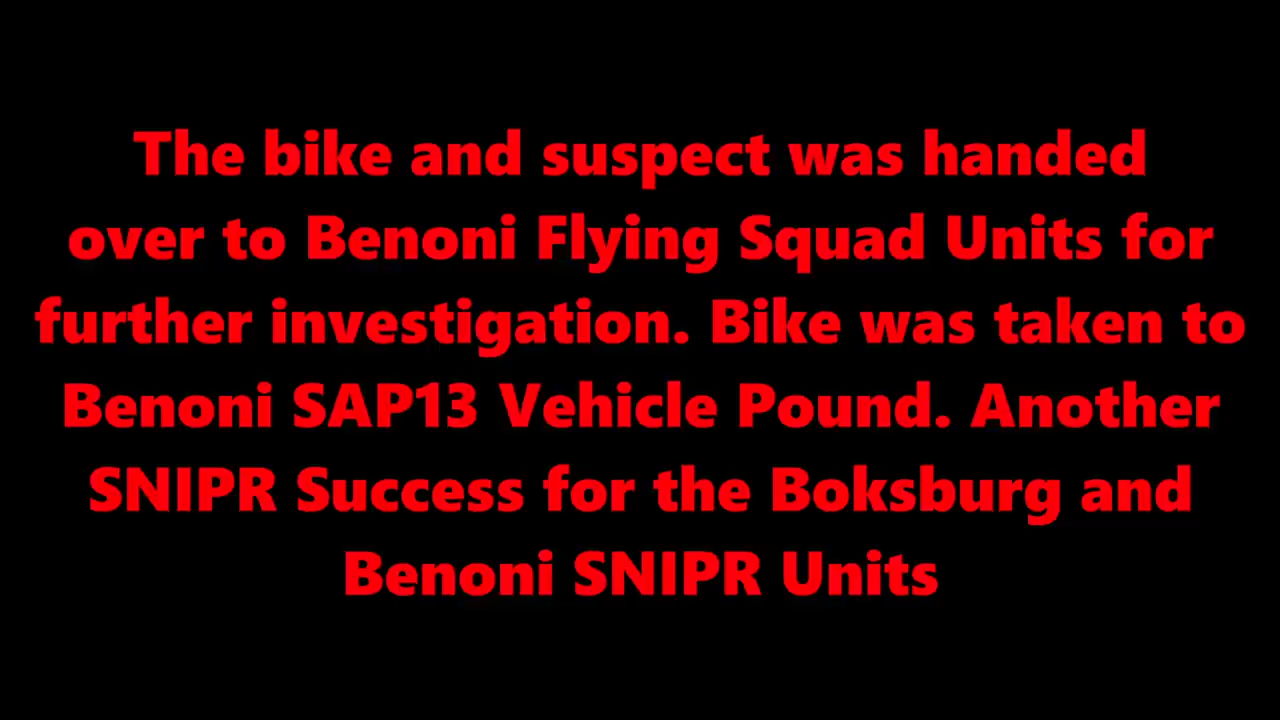 The bike and suspect was handed
over to Benoni Flying Squad Units for
further investigation. Bike was taken to
Benoni SAP13 Vehicle Pound. Another
SNIPR Success for the Boksburg and
Benoni SNIPR Units